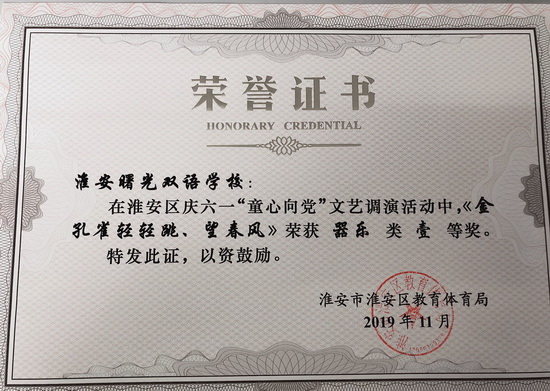 荣誉证书
HONORARY CREDENTIAL
淮安曙光双语学校：
在淮安区庆六一“童心向党”文艺调演活动中，《金
孔雀轻轻跳、望春风》荣获 器乐 类 壹 等奖。
特发此证，以资鼓励。
淮安市淮安区教育体育局
2019 年 11 月